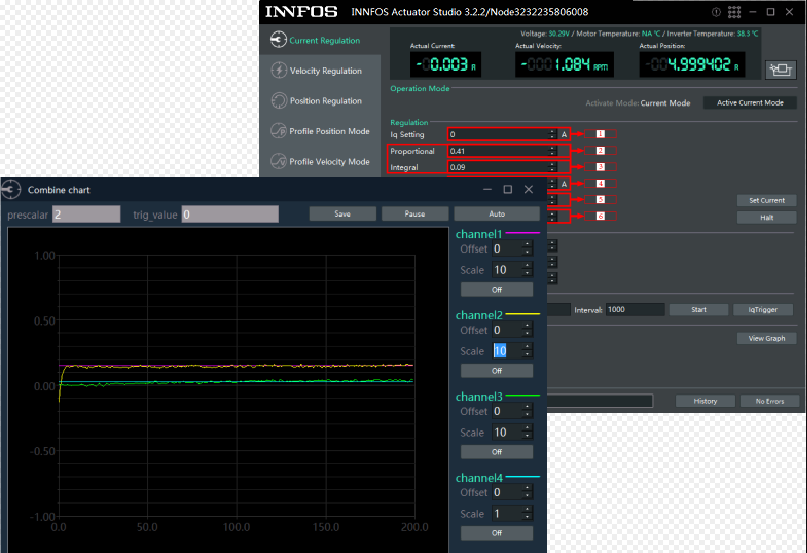 INNFOS INNFOS Actuator Studio 3.2.2/Node3232235806008
Current Regulation
Velocity Regulation
Position Regulation
Profile Position Mode
Profile Velocity Mode
Voltage: 30.29V / Motor Temperature: NA ℃ / Inverter Temperature: 38.5 ℃
Actual Current: Actual Velocity: Actual Position:
-0.003 A -0001.084 RPM -004.999402 R
Operation Mode
Activate Mode: Current Mode Active Current Mode
Regulation
Iq Setting 0 A 1
Proportional 0.41 2
Integral 0.09 3
A 4
5 Set Current
6 Halt
Interval: 1000 Start IqTrigger
View Graph
History No Errors
Combine chart
prescalar 2 trig_value 0 Save Pause Auto
1.00
0.50
0.00
-0.50
-1.00
0.0 50.0 100.0 150.0 200.0
channel1
Offset 0
Scale 10
Off
channel2
Offset 0
Scale 10
Off
channel3
Offset 0
Scale 10
Off
channel4
Offset 0
Scale 1
Off